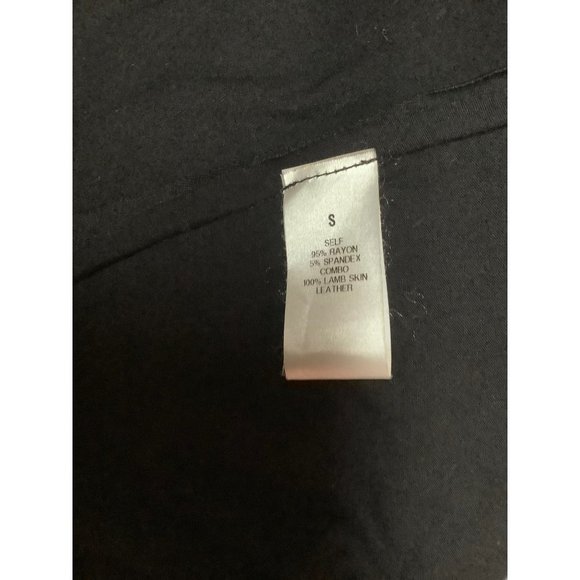 S
SELF
95% RAYON
5% SPANDEX
COMBO
100% LAMB SKIN
LEATHER